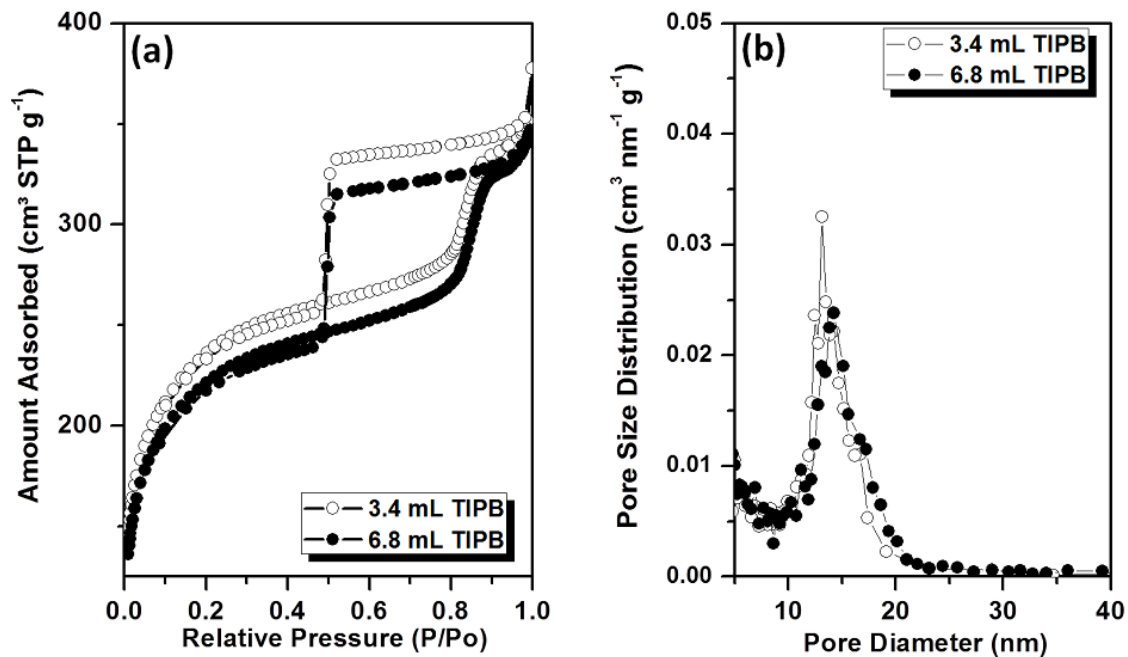 (a)
400
300
200
Amount Adsorbed (cm³ STP g⁻¹)
3.4 mL TIPB
6.8 mL TIPB
0.0 0.2 0.4 0.6 0.8 1.0
Relative Pressure (P/Po)
(b)
3.4 mL TIPB
6.8 mL TIPB
0.05
0.04
0.03
0.02
0.01
0.00
Pore Size Distribution (cm³ nm⁻¹ g⁻¹)
10 20 30 40
Pore Diameter (nm)